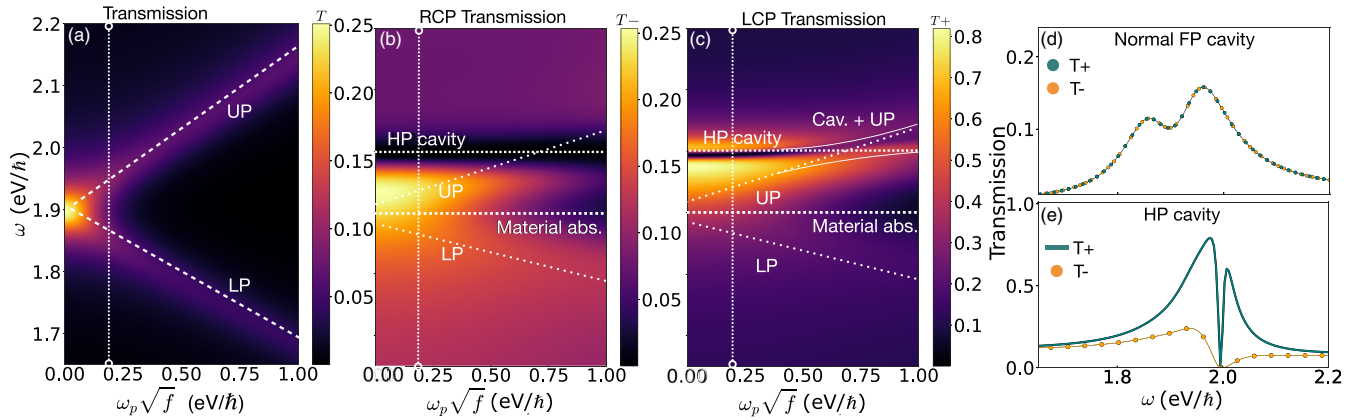 Transmission
(a)
T
2.2
2.1
2.0
1.9
1.8
1.7
ω (eV/ħ)
UP
LP
0.00 0.25 0.50 0.75 1.00
ω_p√f (eV/ħ)
0.25
0.20
0.15
0.10
0.05
RCP Transmission
(b)
T−
HP cavity
UP
Material abs.
LP
0.00 0.25 0.50 0.75 1.00
ω_p√f (eV/ħ)
0.25
0.20
0.15
0.10
0.05
LCP Transmission
(c)
T+
HP cavity
Cav. + UP
UP
Material abs.
LP
0.00 0.25 0.50 0.75 1.00
ω_p√f (eV/ħ)
0.8
0.7
0.6
0.5
0.4
0.3
0.2
0.1
(d)
Normal FP cavity
T+
T-
0.2
0.1
Transmission
(e)
HP cavity
T+
T-
1.0
0.5
0.0
1.8 2.0 2.2
ω (eV/ħ)